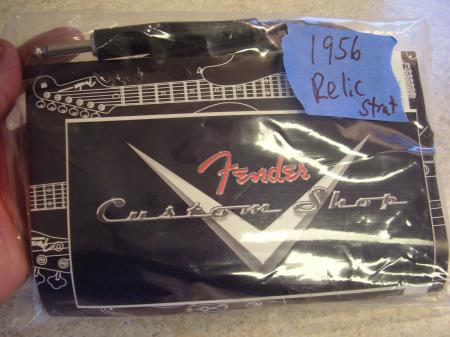 1956
Relic
Strat
Fender
Custom Shop